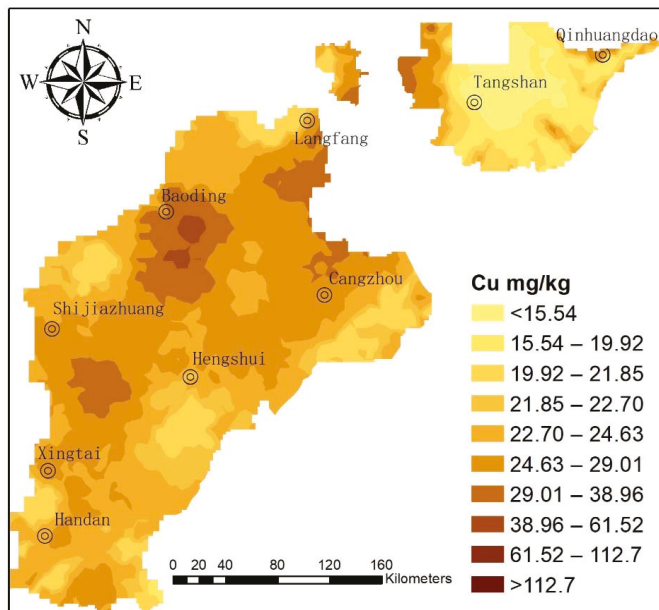 N
W E
S
Qinhuangdao
Tangshan
Langfang
Baoding
Cangzhou
Shijiazhuang
Hengshui
Xingtai
Handan
Cu mg/kg
<15.54
15.54 – 19.92
19.92 – 21.85
21.85 – 22.70
22.70 – 24.63
24.63 – 29.01
29.01 – 38.96
38.96 – 61.52
61.52 – 112.7
>112.7
0 20 40 80 120 160
Kilometers